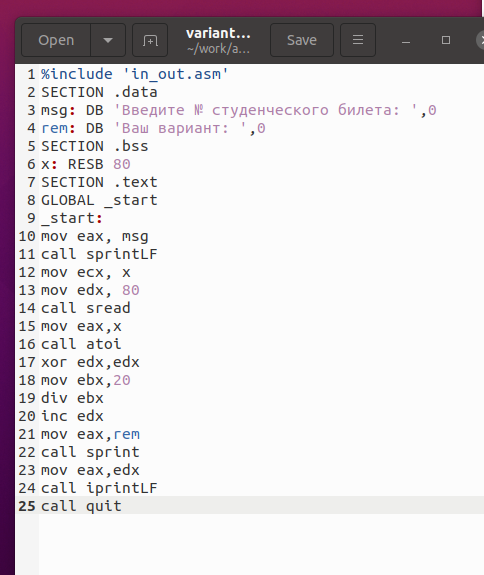 Open
variant...
~/work/a...
Save
1 %include 'in_out.asm'
2 SECTION .data
3 msg: DB 'Введите № студенческого билета: ',0
4 rem: DB 'Ваш вариант: ',0
5 SECTION .bss
6 x: RESB 80
7 SECTION .text
8 GLOBAL _start
9 _start:
10 mov eax, msg
11 call sprintLF
12 mov ecx, x
13 mov edx, 80
14 call sread
15 mov eax,x
16 call atoi
17 xor edx,edx
18 mov ebx,20
19 div ebx
20 inc edx
21 mov eax,rem
22 call sprint
23 mov eax,edx
24 call iprintLF
25 call quit